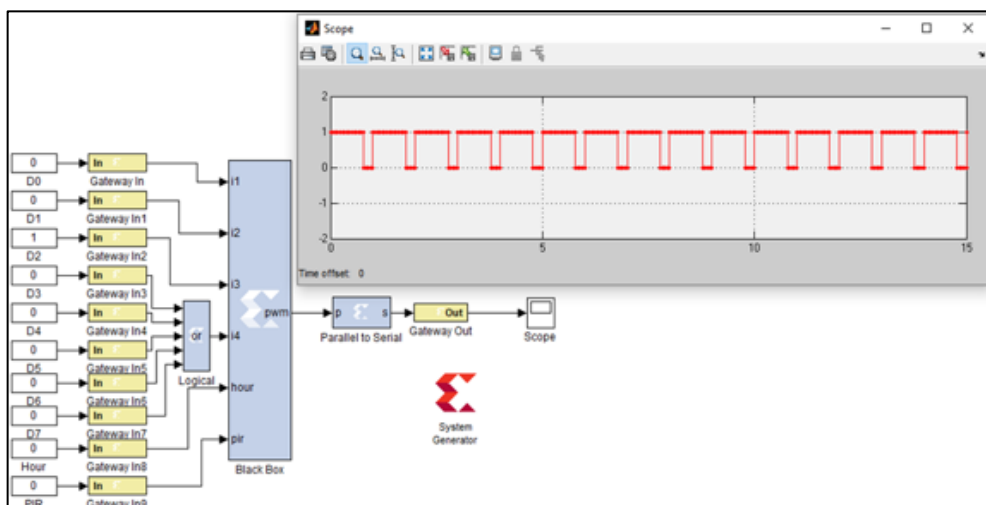 Scope
2
1
0
-1
-2
0
5
10
15
Time offset: 0
0
In
D0
Gateway In
i1
0
In
D1
Gateway In1
i2
1
In
D2
Gateway In2
i3
0
In
D3
Gateway In3
0
In
D4
Gateway In4
or
i4
Logical
0
In
D5
Gateway In5
0
In
D6
Gateway In6
0
In
D7
Gateway In7
hour
0
In
Hour
Gateway In8
pir
0
In
PIR
Gateway In9
pwm
Black Box
p
s
Parallel to Serial
Out
Gateway Out
Scope
System
Generator